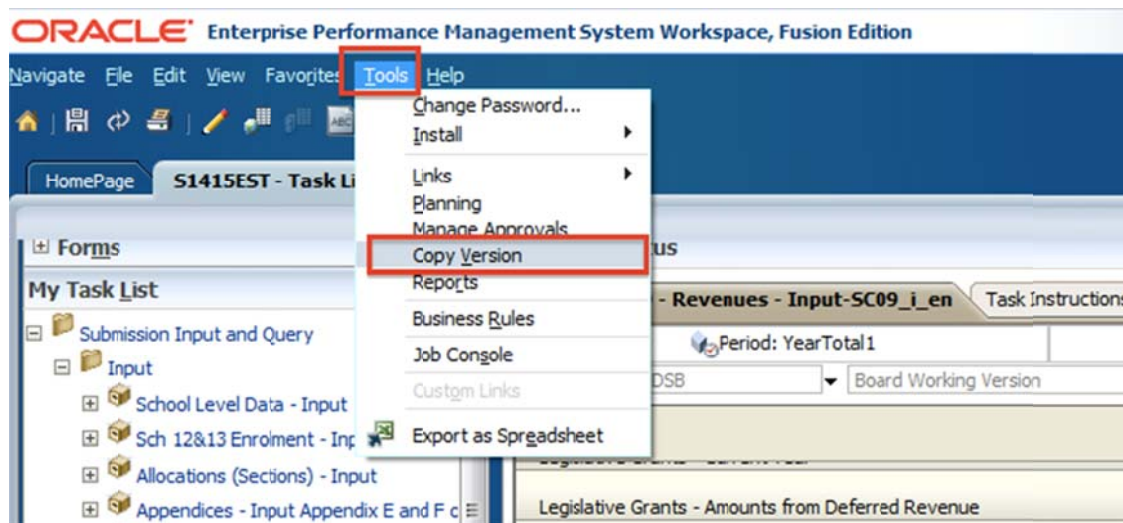 ORACLE® Enterprise Performance Management System Workspace, Fusion Edition
Navigate File Edit View Favorites Tools Help
Change Password...
Install
Links
Planning
Manage Approvals
Copy Version
Reports
Business Rules
Job Console
Custom Links
Export as Spreadsheet
ABC
HomePage S1415EST - Task Li
Forms
My Task List
Submission Input and Query
Input
School Level Data - Input
Sch 12&13 Enrolment - Inp
Allocations (Sections) - Input
Appendices - Input Appendix E and F c
tus
- Revenues - Input-SC09_i_en Task Instructions
Period: YearTotal1
DSB Board Working Version
Legislative Grants - Amounts from Deferred Revenue